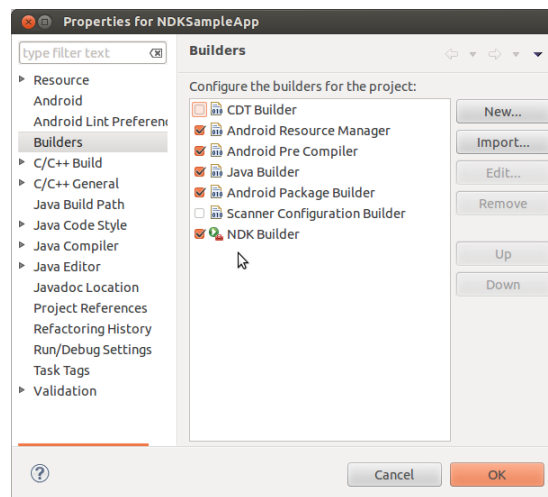 Properties for NDKSampleApp
type filter text
Builders
Configure the builders for the project:
Resource
Android
Android Lint Preferen
Builders
C/C++ Build
C/C++ General
Java Build Path
Java Code Style
Java Compiler
Java Editor
Javadoc Location
Project References
Refactoring History
Run/Debug Settings
Task Tags
Validation
CDT Builder
Android Resource Manager
Android Pre Compiler
Java Builder
Android Package Builder
Scanner Configuration Builder
NDK Builder
New...
Import...
Edit...
Remove
Up
Down
?
Cancel
OK